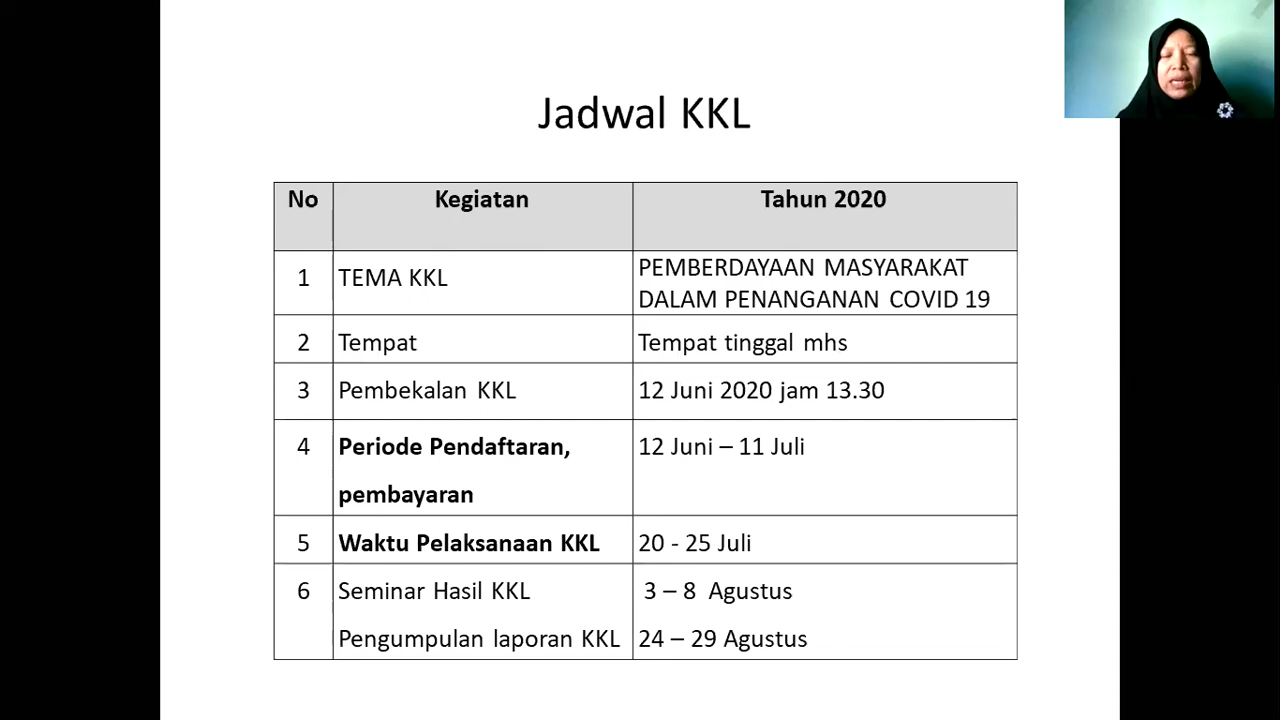 Jadwal KKL
No Kegiatan Tahun 2020
1 TEMA KKL PEMBERDAYAAN MASYARAKAT
DALAM PENANGANAN COVID 19
2 Tempat Tempat tinggal mhs
3 Pembekalan KKL 12 Juni 2020 jam 13.30
4 Periode Pendaftaran, 12 Juni – 11 Juli
pembayaran
5 Waktu Pelaksanaan KKL 20 - 25 Juli
6 Seminar Hasil KKL 3 – 8 Agustus
Pengumpulan laporan KKL 24 – 29 Agustus